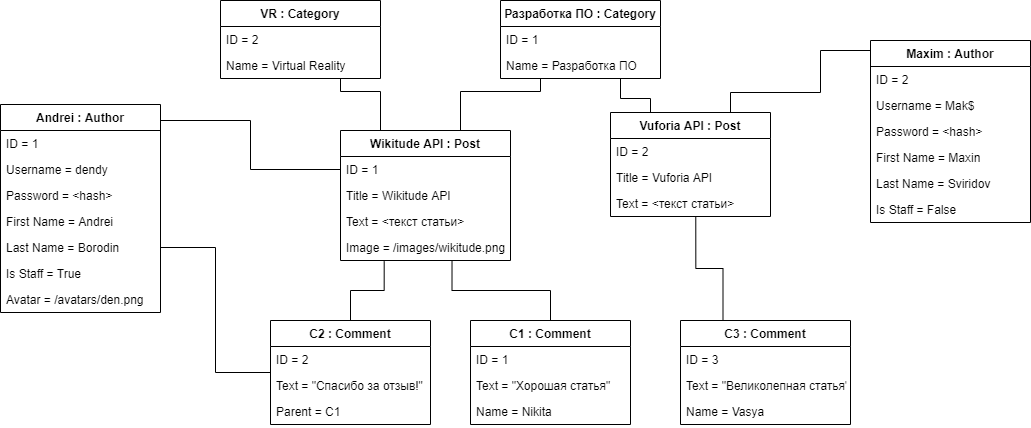 VR : Category
ID = 2
Name = Virtual Reality
Разработка ПО : Category
ID = 1
Name = Разработка ПО
Maxim : Author
ID = 2
Username = Mak$
Password = <hash>
First Name = Maxin
Last Name = Sviridov
Is Staff = False
Andrei : Author
ID = 1
Username = dendy
Password = <hash>
First Name = Andrei
Last Name = Borodin
Is Staff = True
Avatar = /avatars/den.png
Wikitude API : Post
ID = 1
Title = Wikitude API
Text = <текст статьи>
Image = /images/wikitude.png
Vuforia API : Post
ID = 2
Title = Vuforia API
Text = <текст статьи>
C2 : Comment
ID = 2
Text = "Спасибо за отзыв!"
Parent = C1
C1 : Comment
ID = 1
Text = "Хорошая статья"
Name = Nikita
C3 : Comment
ID = 3
Text = "Великолепная статья"
Name = Vasya